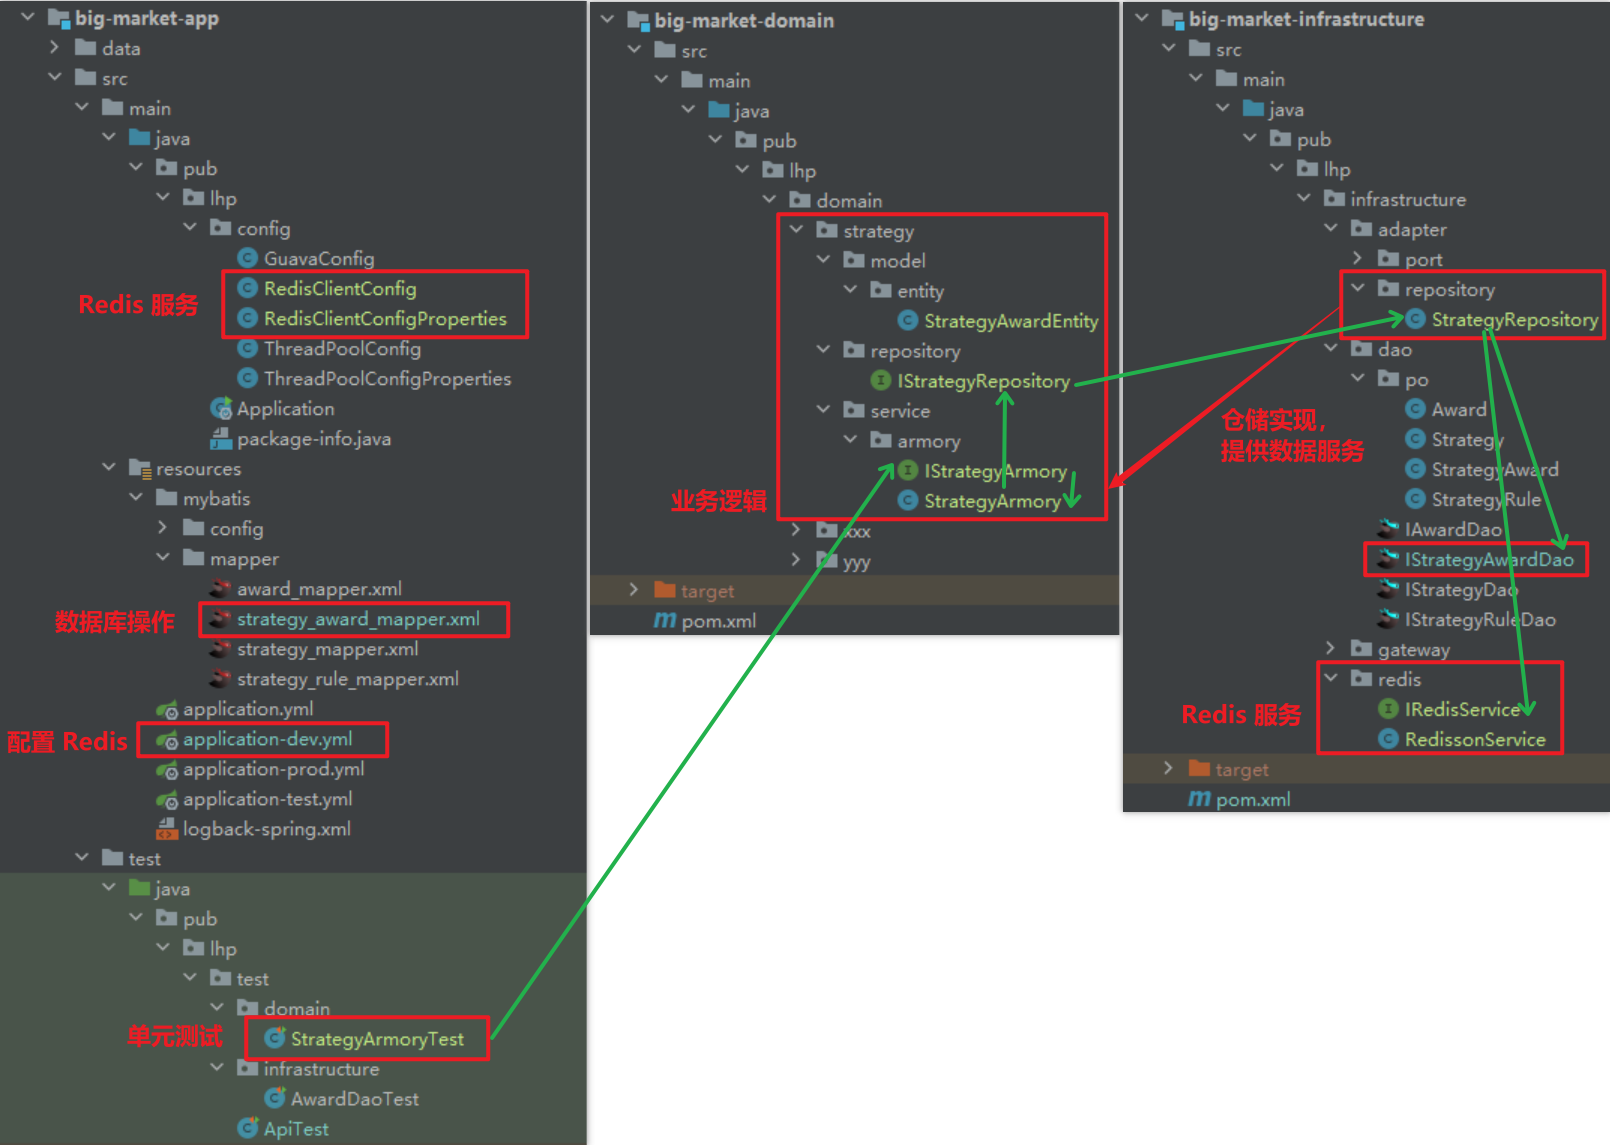 big-market-app
data
src
main
java
pub
lhp
config
GuavaConfig
Redis 服务
RedisClientConfig
RedisClientConfigProperties
ThreadPoolConfig
ThreadPoolConfigProperties
Application
package-info.java
resources
mybatis
config
mapper
award_mapper.xml
数据库操作
strategy_award_mapper.xml
strategy_mapper.xml
strategy_rule_mapper.xml
application.yml
配置 Redis
application-dev.yml
application-prod.yml
application-test.yml
logback-spring.xml
test
java
pub
lhp
test
domain
单元测试
StrategyArmoryTest
infrastructure
AwardDaoTest
ApiTest
big-market-domain
src
main
java
pub
lhp
domain
strategy
model
entity
StrategyAwardEntity
repository
IStrategyRepository
service
armory
IStrategyArmory
业务逻辑
StrategyArmory
xxx
yyy
target
pom.xml
big-market-infrastructure
src
main
java
pub
lhp
infrastructure
adapter
port
repository
StrategyRepository
dao
po
Award
仓储实现，
提供数据服务
Strategy
StrategyAward
StrategyRule
IAwardDao
IStrategyAwardDao
IStrategyDao
IStrategyRuleDao
gateway
redis
Redis 服务
IRedisService
RedissonService
target
pom.xml